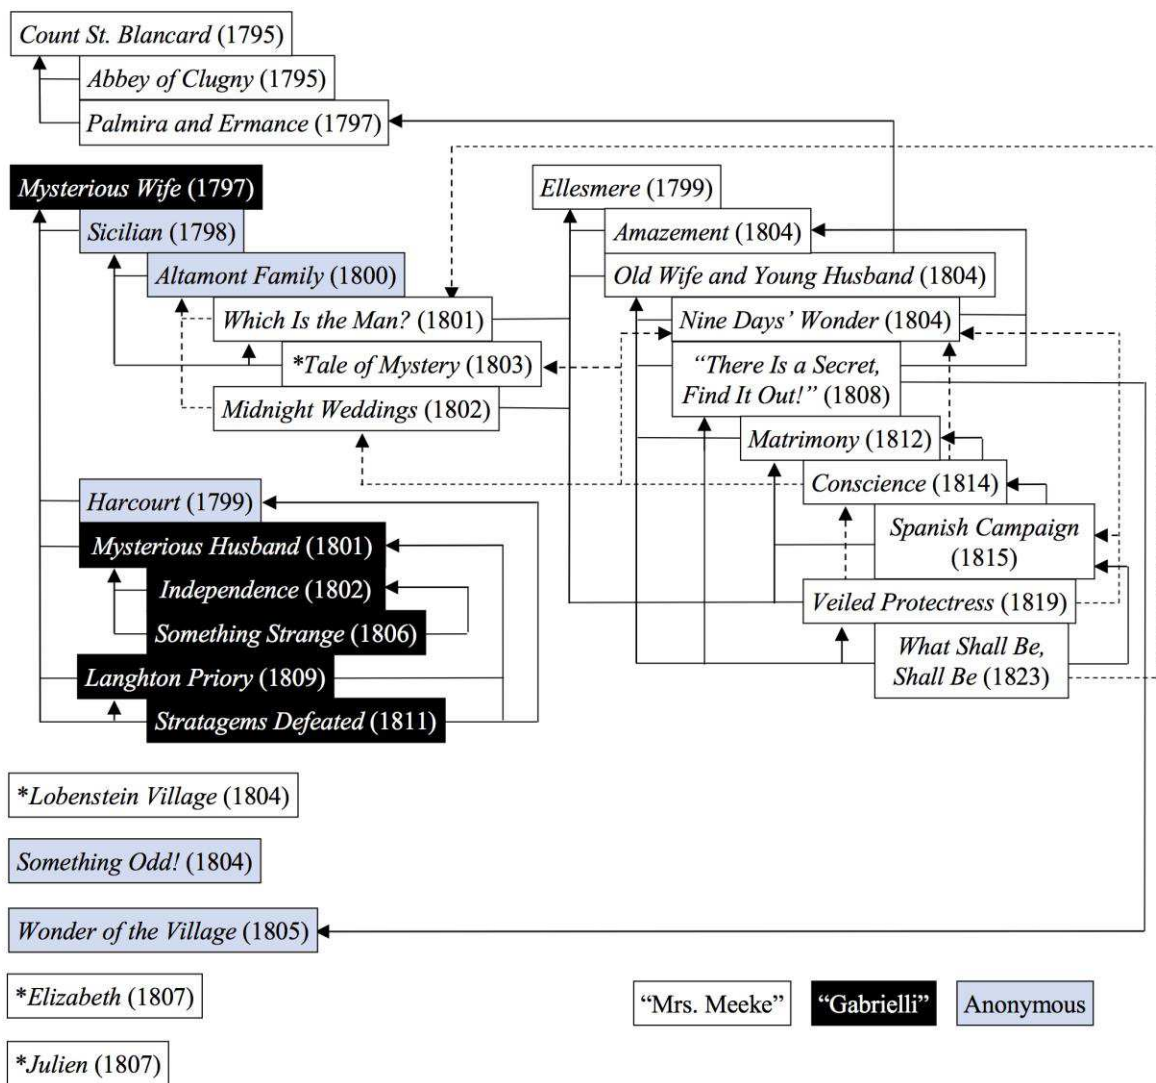 Count St. Blancard (1795)
Abbey of Clugny (1795)
Palmira and Ermance (1797)
Mysterious Wife (1797)
Sicilian (1798)
Altamont Family (1800)
Which Is the Man? (1801)
*Tale of Mystery (1803)
Midnight Weddings (1802)
Harcourt (1799)
Mysterious Husband (1801)
Independence (1802)
Something Strange (1806)
Langhton Priory (1809)
Stratagems Defeated (1811)
Ellesmere (1799)
Amazement (1804)
Old Wife and Young Husband (1804)
Nine Days’ Wonder (1804)
“There Is a Secret,
Find It Out!” (1808)
Matrimony (1812)
Conscience (1814)
Spanish Campaign
(1815)
Veiled Protectress (1819)
What Shall Be,
Shall Be (1823)
*Lobenstein Village (1804)
Something Odd! (1804)
Wonder of the Village (1805)
*Elizabeth (1807)
*Julien (1807)
“Mrs. Meeke”
“Gabrielli”
Anonymous